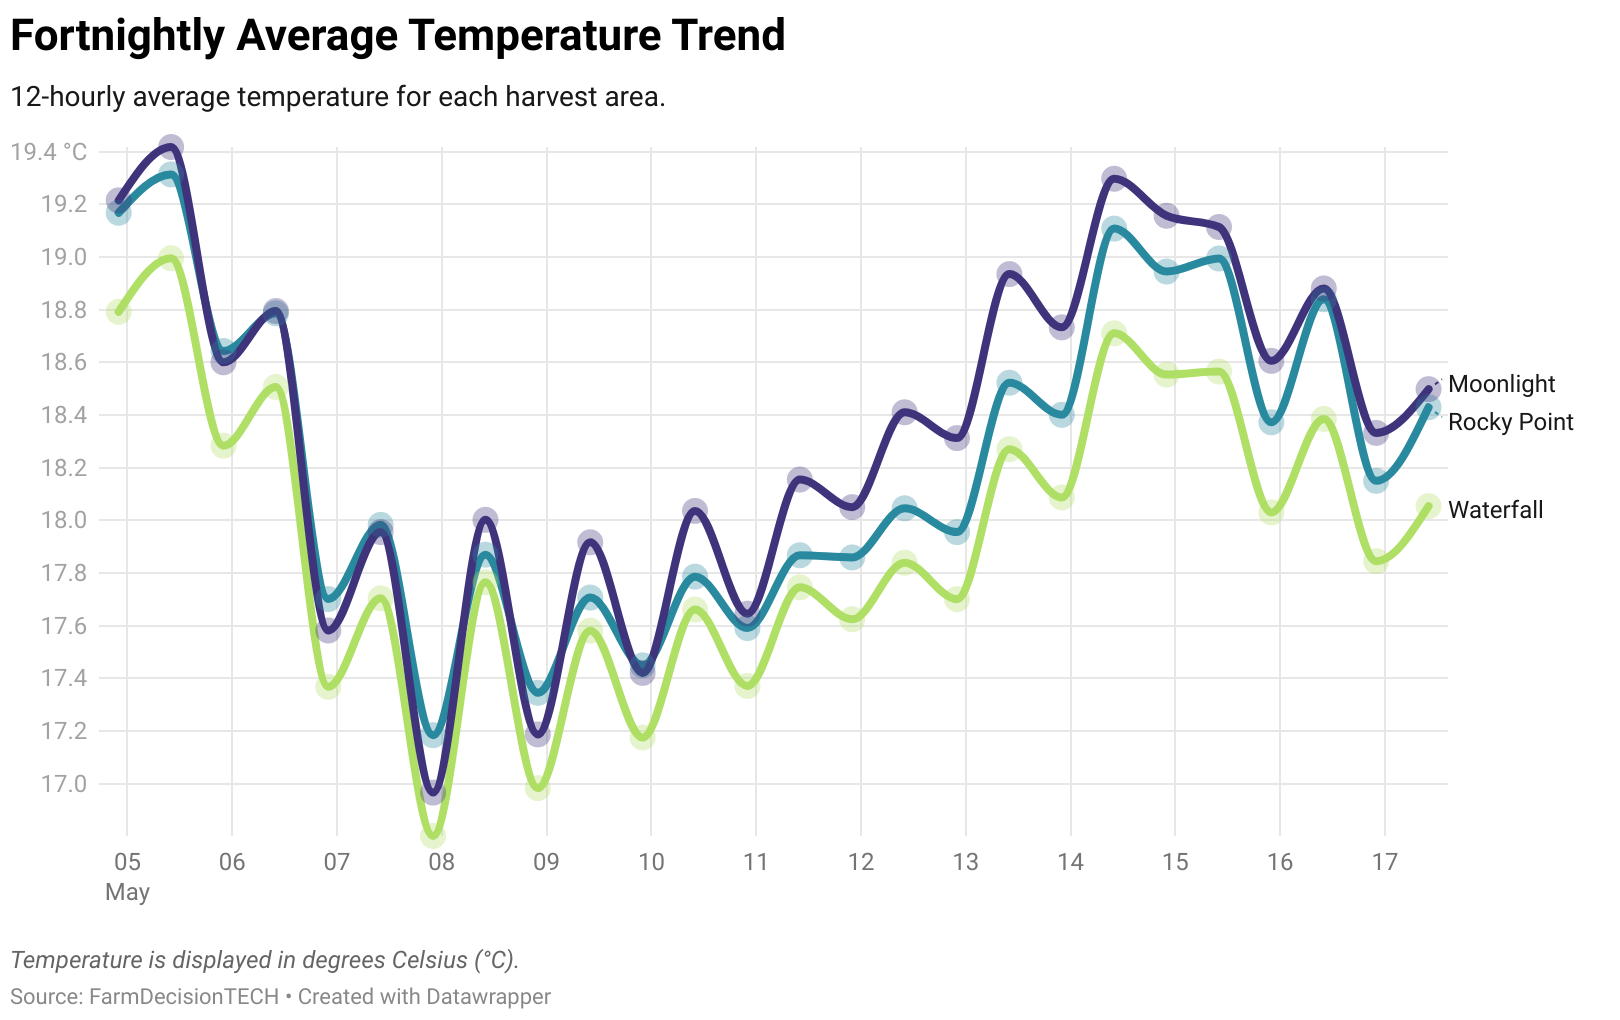 Fortnightly Average Temperature Trend
12-hourly average temperature for each harvest area.
19.4 °C
19.2
19.0
18.8
18.6
18.4
18.2
18.0
17.8
17.6
17.4
17.2
17.0
Moonlight
Rocky Point
Waterfall
05 06 07 08 09 10 11 12 13 14 15 16 17
May
Temperature is displayed in degrees Celsius (°C).
Source: FarmDecisionTECH • Created with Datawrapper